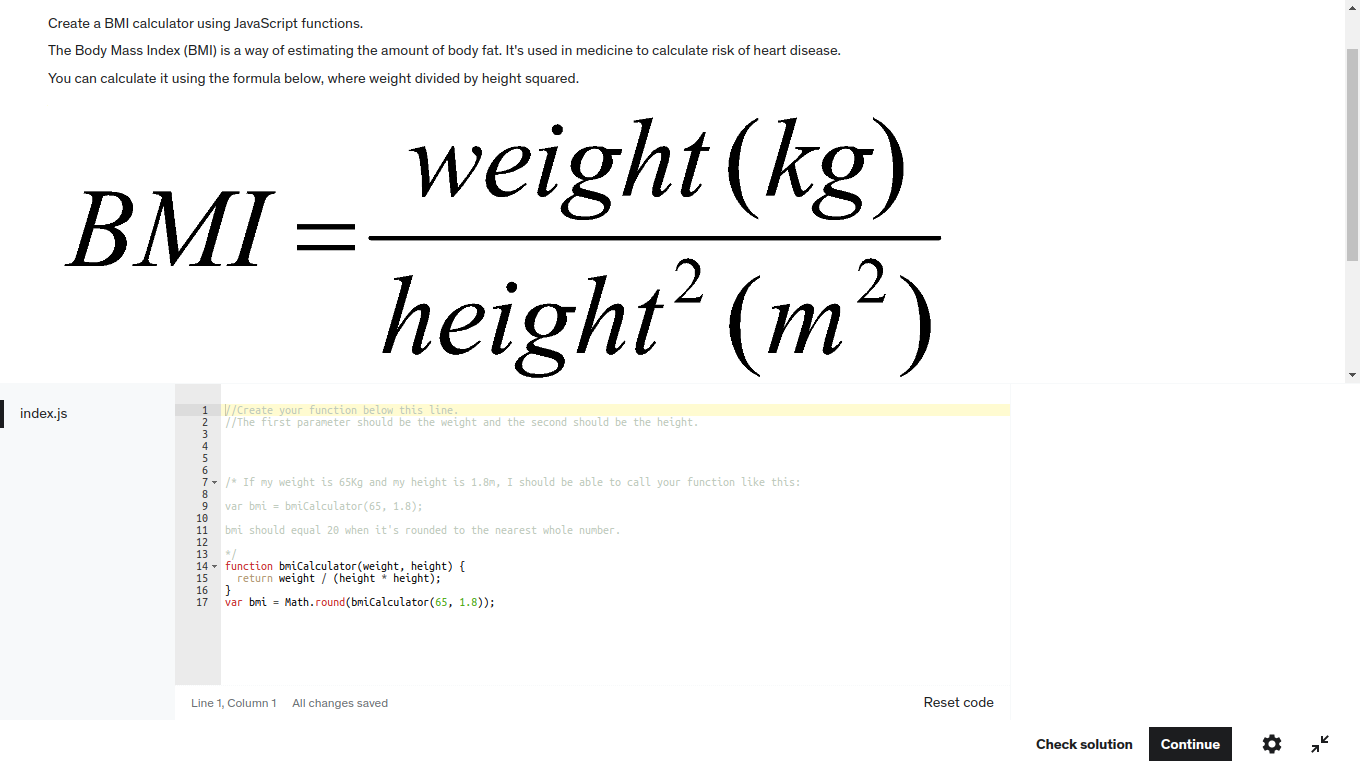 Create a BMI calculator using JavaScript functions.
The Body Mass Index (BMI) is a way of estimating the amount of body fat. It's used in medicine to calculate risk of heart disease.
You can calculate it using the formula below, where weight divided by height squared.
BMI = weight (kg)
height² (m²)
index.js
1 //Create your function below this line.
2 //The first parameter should be the weight and the second should be the height.
3
4
5
6
7 /* If my weight is 65Kg and my height is 1.8m, I should be able to call your function like this:
8
9 var bmi = bmiCalculator(65, 1.8);
10
11 bmi should equal 20 when it's rounded to the nearest whole number.
12
13 */
14 function bmiCalculator(weight, height) {
15 return weight / (height * height);
16 }
17 var bmi = Math.round(bmiCalculator(65, 1.8));
Line 1, Column 1 All changes saved Reset code
Check solution Continue